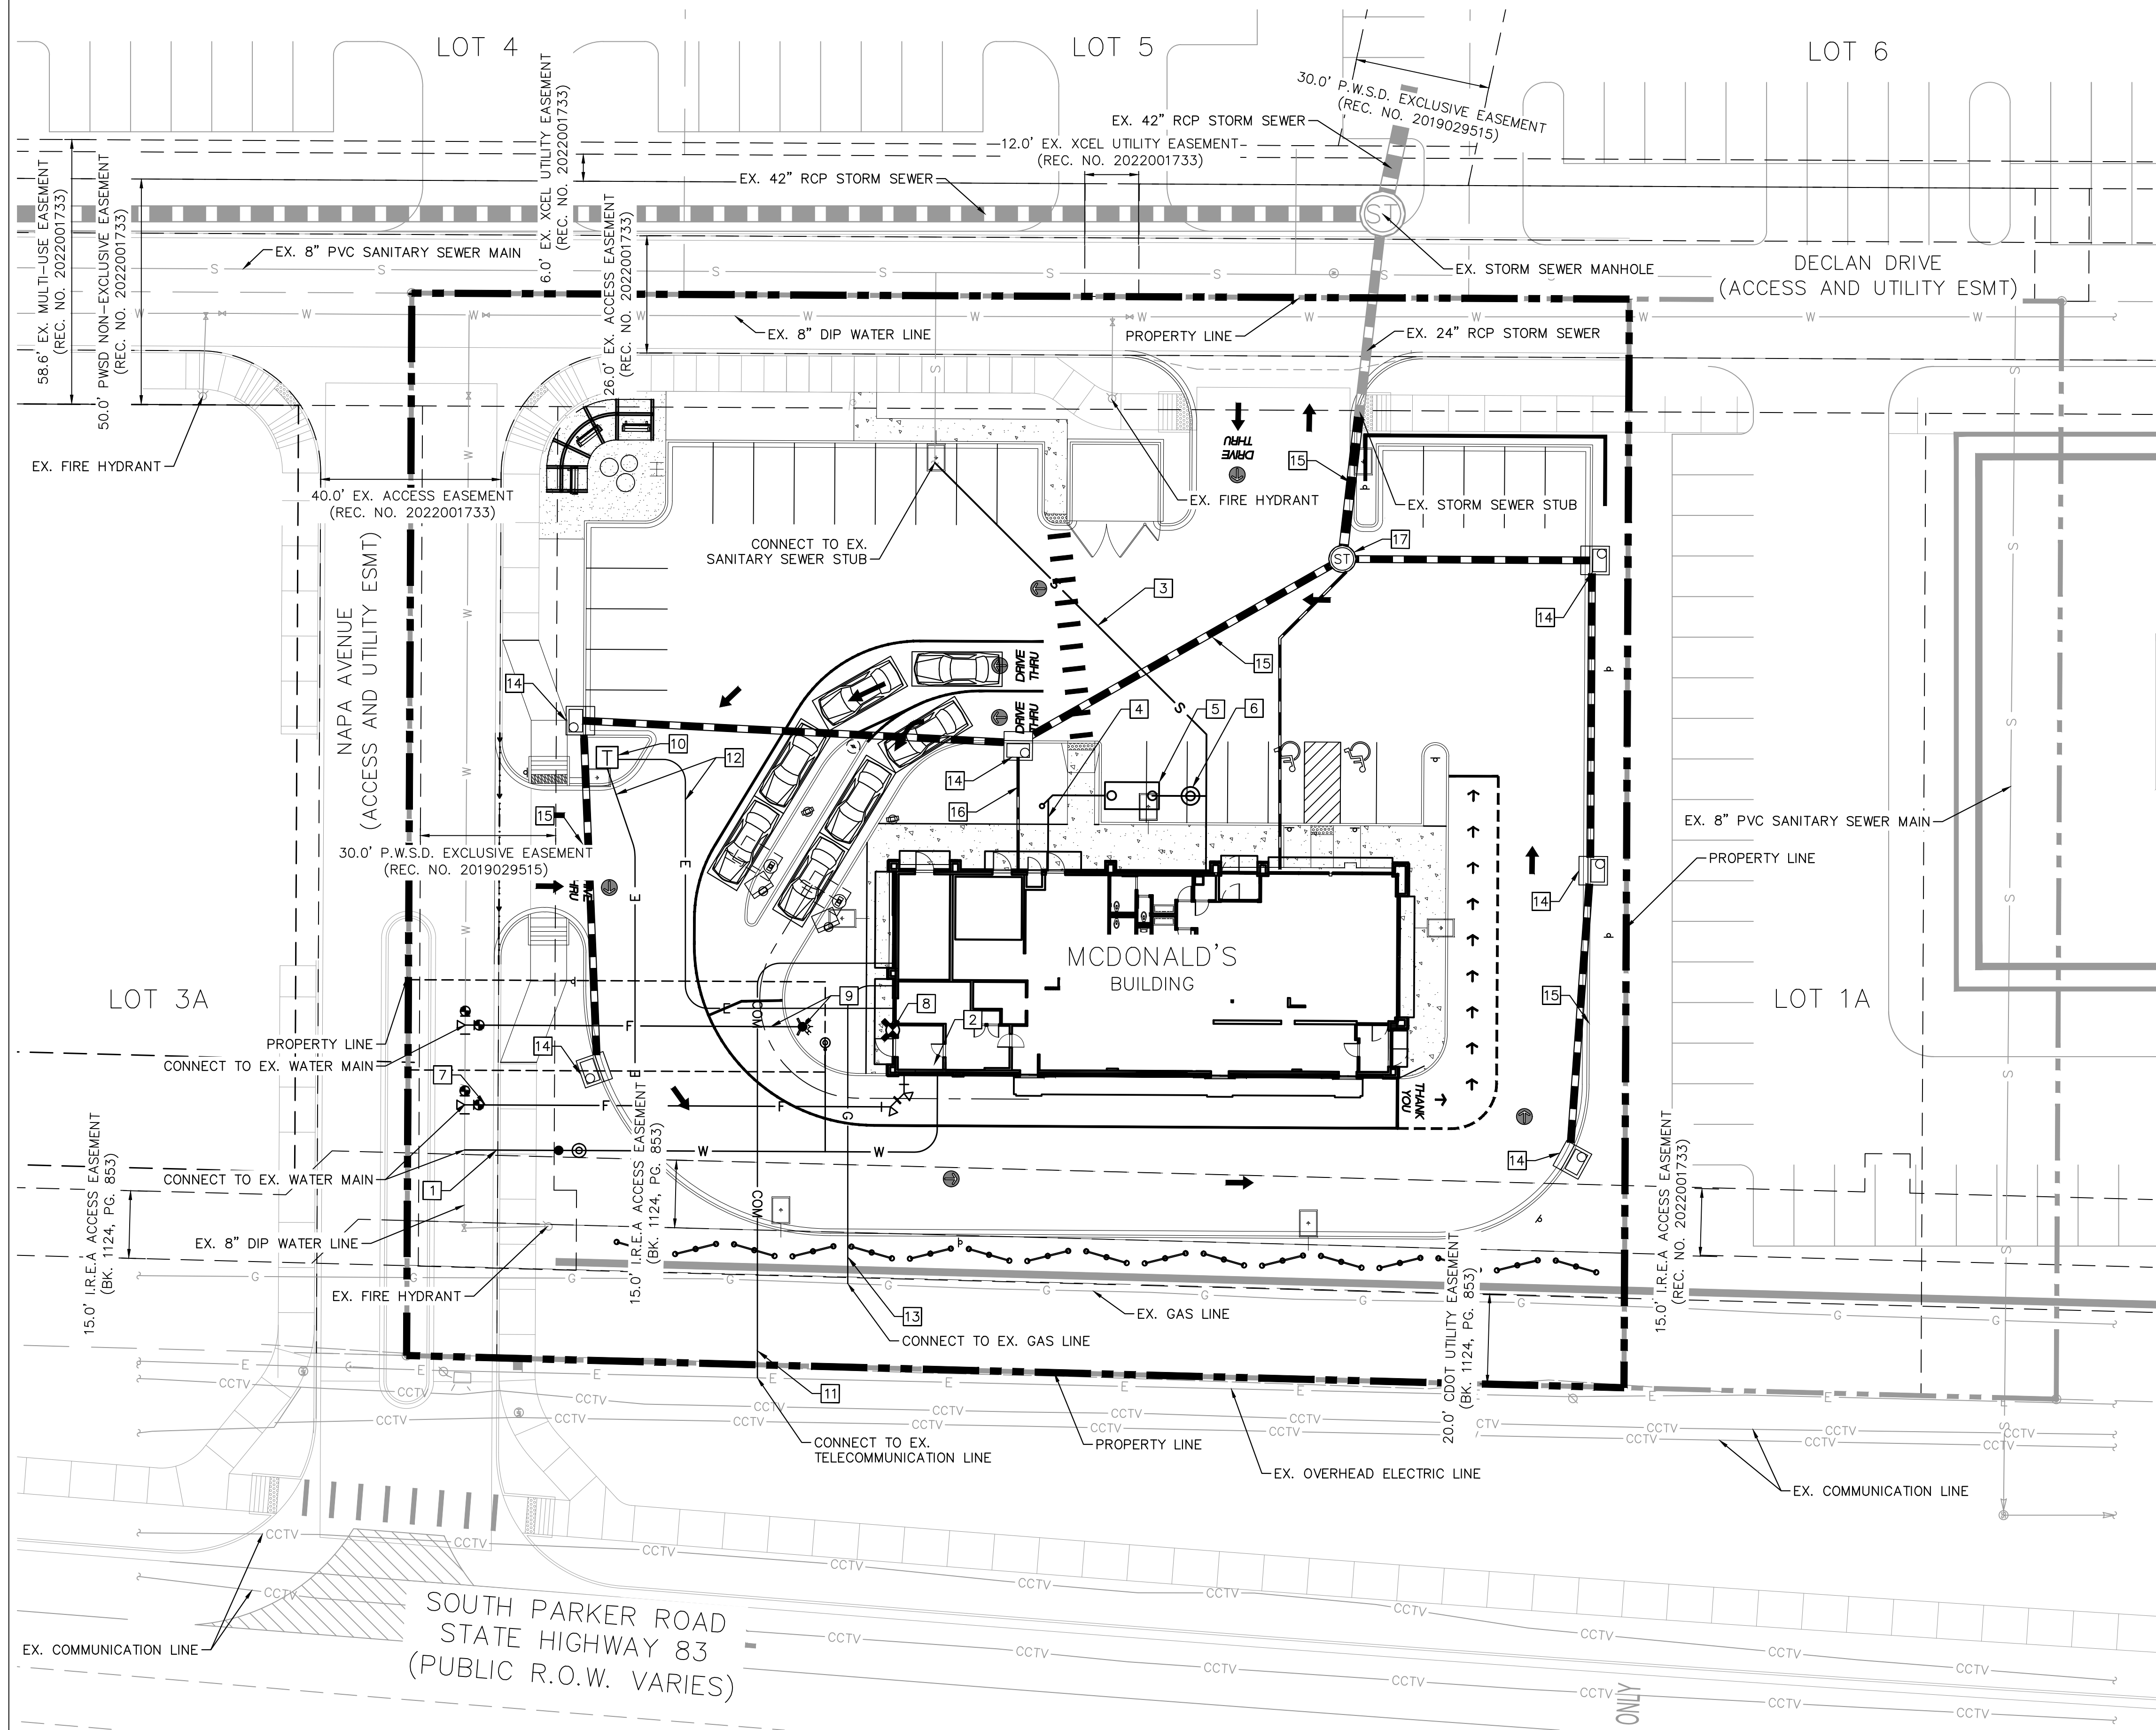 LOT 4
LOT 5
LOT 6
58.6' EX. MULTI-USE EASEMENT
(REC. NO. 2022001733)
50.0' PWSD NON-EXCLUSIVE EASEMENT
(REC. NO. 2022001733)
6.0' EX. XCEL UTILITY EASEMENT
(REC. NO. 2022001733)
26.0' EX. ACCESS EASEMENT
(REC. NO. 2022001733)
30.0' P.W.S.D. EXCLUSIVE EASEMENT
(REC. NO. 2019029515)
EX. 42" RCP STORM SEWER
12.0' EX. XCEL UTILITY EASEMENT
(REC. NO. 2022001733)
EX. 42" RCP STORM SEWER
ST
EX. 8" PVC SANITARY SEWER MAIN
EX. STORM SEWER MANHOLE
DECLAN DRIVE
(ACCESS AND UTILITY ESMT)
EX. 8" DIP WATER LINE
PROPERTY LINE
EX. 24" RCP STORM SEWER
EX. FIRE HYDRANT
40.0' EX. ACCESS EASEMENT
(REC. NO. 2022001733)
DRIVE
THRU
15
EX. FIRE HYDRANT
EX. STORM SEWER STUB
CONNECT TO EX.
SANITARY SEWER STUB
17
ST
3
14
NAPA AVENUE
(ACCESS AND UTILITY ESMT)
15
DRIVE
THRU
14
DRIVE
THRU
4
5
6
10
T
12
14
16
15
EX. 8" PVC SANITARY SEWER MAIN
PROPERTY LINE
30.0' P.W.S.D. EXCLUSIVE EASEMENT
(REC. NO. 2019029515)
14
MCDONALD'S
BUILDING
LOT 3A
LOT 1A
9
8
2
15
PROPERTY LINE
CONNECT TO EX. WATER MAIN
14
7
THANK
YOU
15.0' I.R.E.A ACCESS EASEMENT
(BK. 1124, PG. 853)
15.0' I.R.E.A ACCESS EASEMENT
(BK. 1124, PG. 853)
15.0' I.R.E.A ACCESS EASEMENT
(REC. NO. 2022001733)
14
CONNECT TO EX. WATER MAIN
1
EX. 8" DIP WATER LINE
EX. FIRE HYDRANT
13
EX. GAS LINE
CONNECT TO EX. GAS LINE
20.0' CDOT UTILITY EASEMENT
(BK. 1124, PG. 853)
11
CONNECT TO EX.
TELECOMMUNICATION LINE
PROPERTY LINE
EX. OVERHEAD ELECTRIC LINE
EX. COMMUNICATION LINE
SOUTH PARKER ROAD
STATE HIGHWAY 83
(PUBLIC R.O.W. VARIES)
EX. COMMUNICATION LINE
ONLY